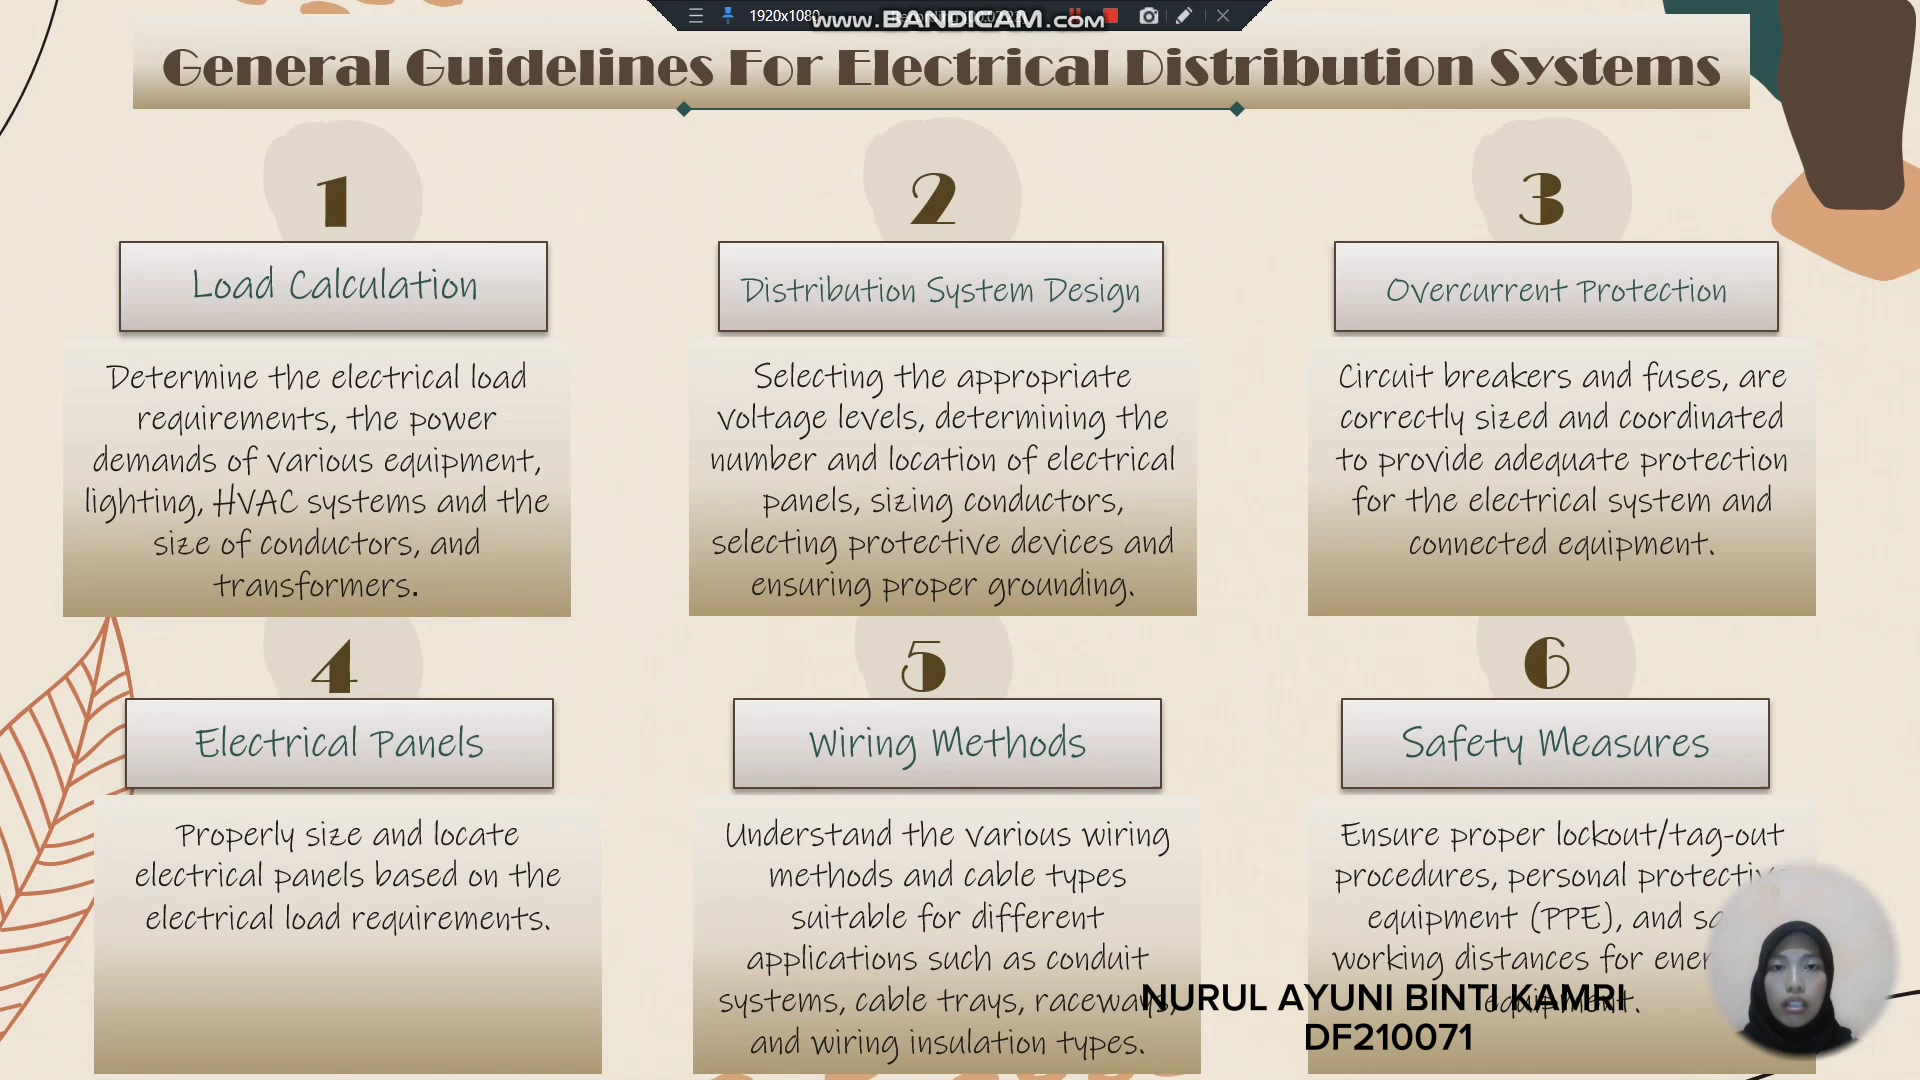 1920x1080
www.BANDICAM.com
General Guidelines For Electrical Distribution Systems
1
Load Calculation
Determine the electrical load
requirements, the power
demands of various equipment,
lighting, HVAC systems and the
size of conductors, and
transformers.
2
Distribution System Design
Selecting the appropriate
voltage levels, determining the
number and location of electrical
panels, sizing conductors,
selecting protective devices and
ensuring proper grounding.
3
Overcurrent Protection
Circuit breakers and fuses, are
correctly sized and coordinated
to provide adequate protection
for the electrical system and
connected equipment.
4
Electrical Panels
Properly size and locate
electrical panels based on the
electrical load requirements.
5
Wiring Methods
Understand the various wiring
methods and cable types
suitable for different
applications such as conduit
systems, cable trays, raceways,
and wiring insulation types.
6
Safety Measures
Ensure proper lockout/tag-out
procedures, personal protective
equipment (PPE), and
working distances for
equipment.
NURUL AYUNI BINTI KAMRI
DF210071